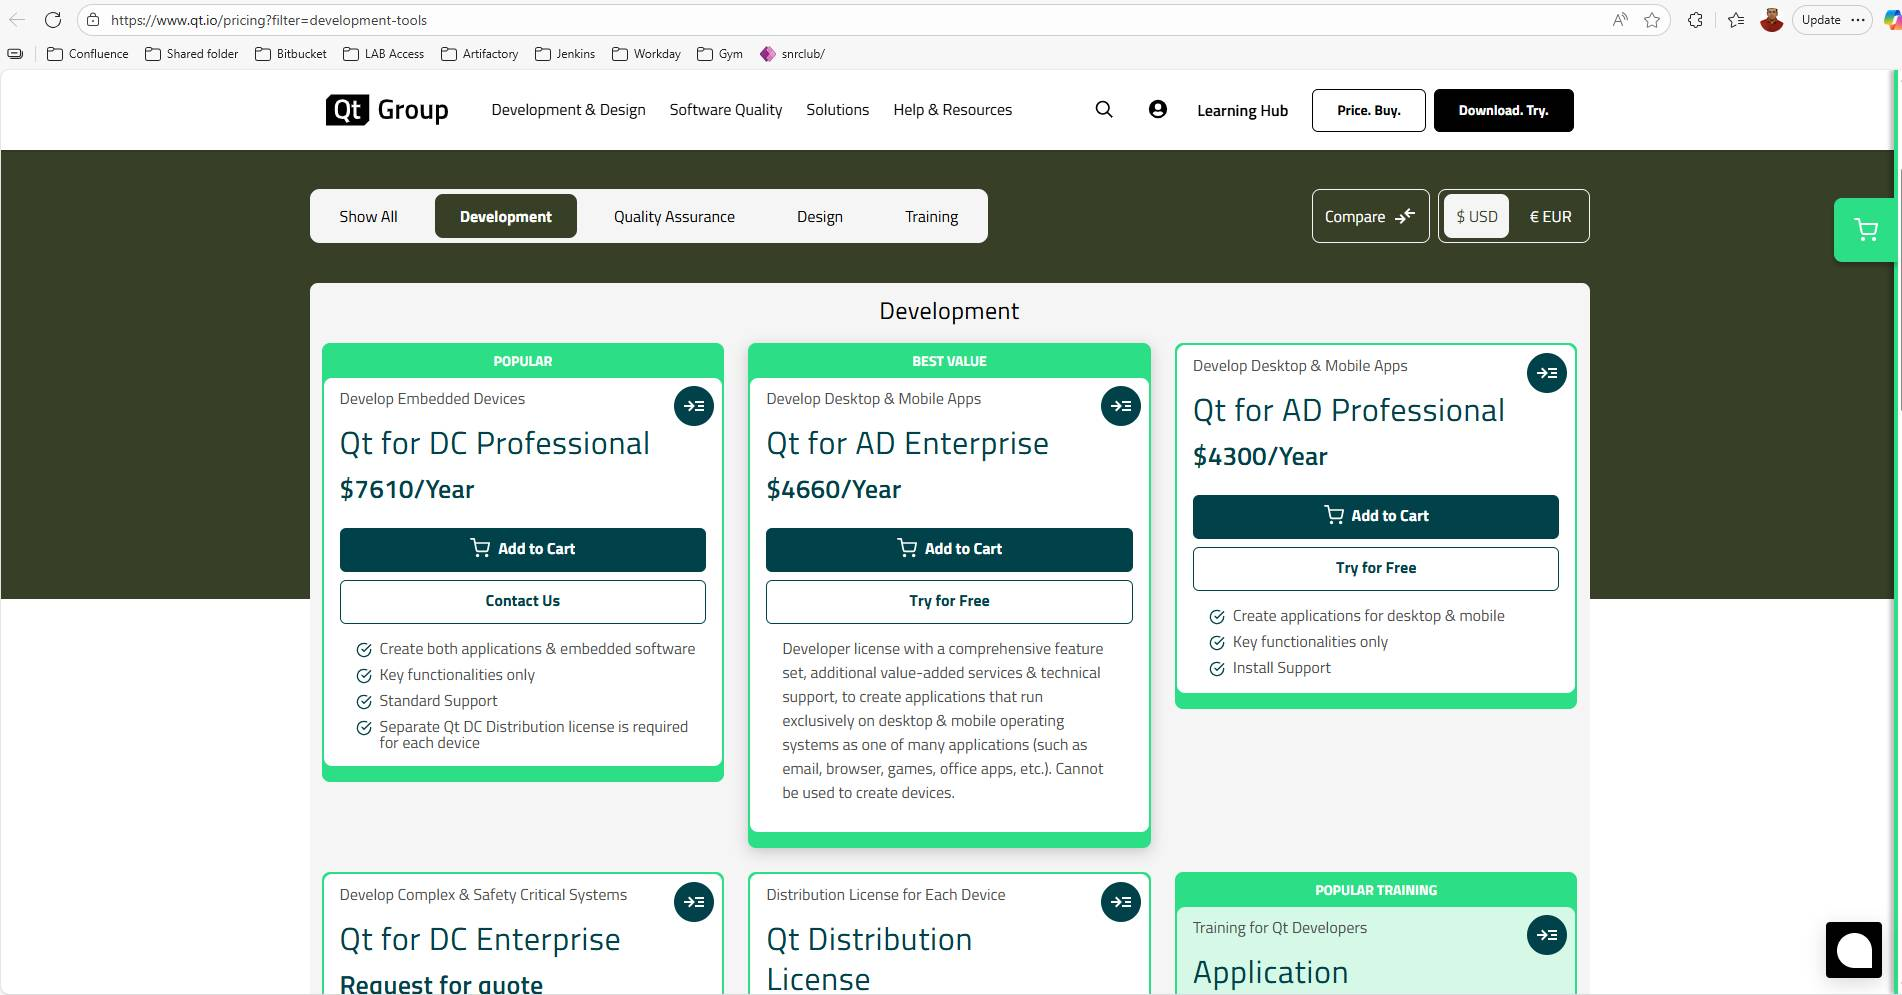 https://www.qt.io/pricing?filter=development-tools
Update
Confluence Shared folder Bitbucket LAB Access Artifactory Jenkins Workday Gym snrclub/
Qt Group Development & Design Software Quality Solutions Help & Resources Learning Hub Price. Buy. Download. Try.
Show All Development Quality Assurance Design Training Compare $ USD € EUR
Development
POPULAR
Develop Embedded Devices
Qt for DC Professional
$7610/Year
Add to Cart
Contact Us
Create both applications & embedded software
Key functionalities only
Standard Support
Separate Qt DC Distribution license is required
for each device
BEST VALUE
Develop Desktop & Mobile Apps
Qt for AD Enterprise
$4660/Year
Add to Cart
Try for Free
Developer license with a comprehensive feature
set, additional value-added services & technical
support, to create applications that run
exclusively on desktop & mobile operating
systems as one of many applications (such as
email, browser, games, office apps, etc.). Cannot
be used to create devices.
Develop Desktop & Mobile Apps
Qt for AD Professional
$4300/Year
Add to Cart
Try for Free
Create applications for desktop & mobile
Key functionalities only
Install Support
Develop Complex & Safety Critical Systems
Qt for DC Enterprise
Request for quote
Distribution License for Each Device
Qt Distribution
License
POPULAR TRAINING
Training for Qt Developers
Application